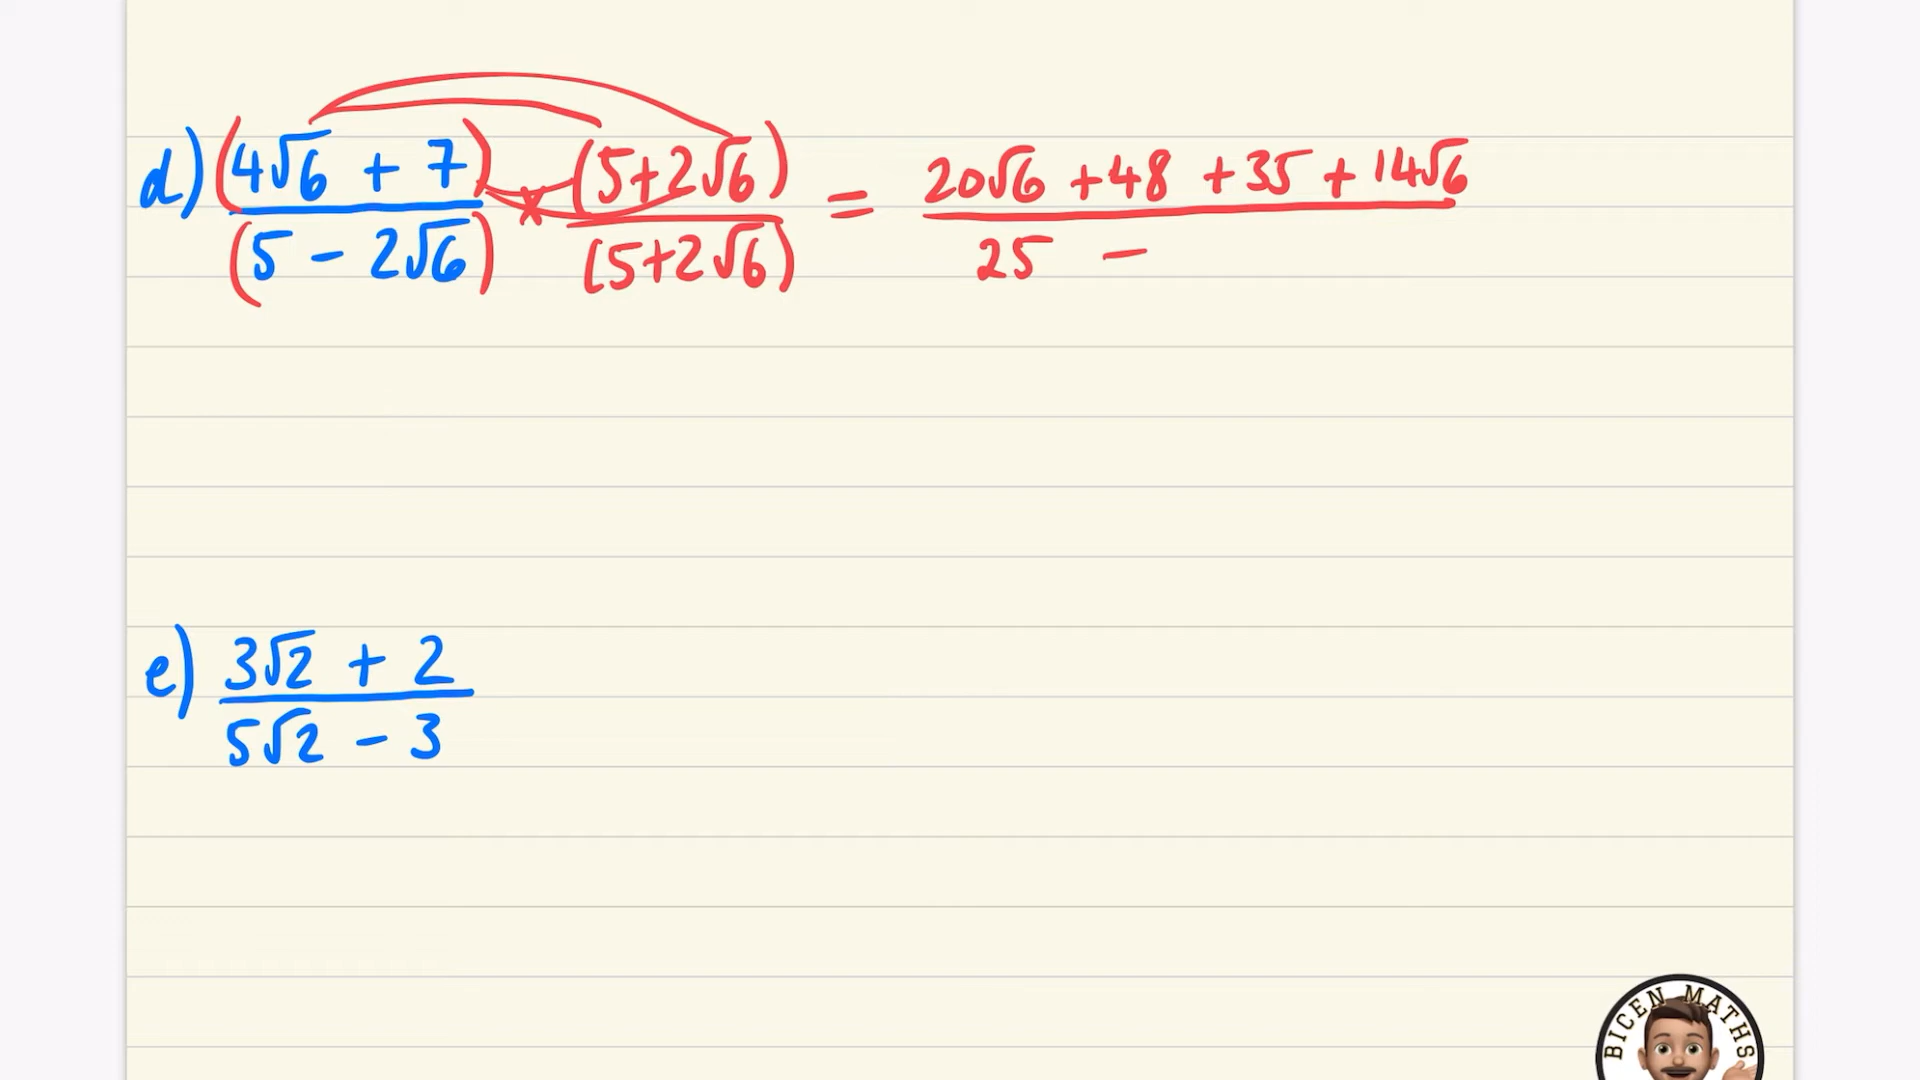 d) (4√6 + 7) × (5+2√6) = 20√6 +48 +35 + 14√6
(5 - 2√6) (5+2√6) 25 -
e) 3√2 + 2
5√2 - 3
BICEN MATHS